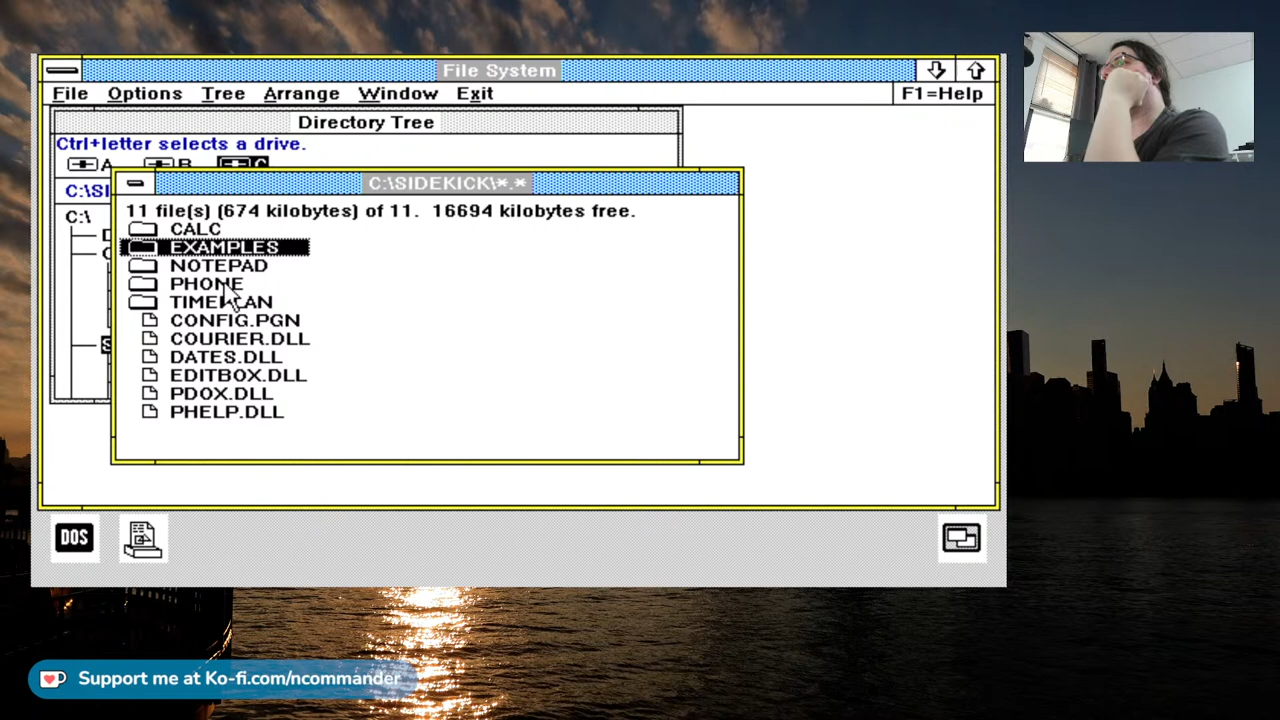 File System
File Options Tree Arrange Window Exit F1=Help
Directory Tree
Ctrl+letter selects a drive.
A B C
C:\SI
C:\
C:\SIDEKICK\*.*
11 file(s) (674 kilobytes) of 11. 16694 kilobytes free.
CALC
EXAMPLES
NOTEPAD
PHONE
TIMEPLAN
CONFIG.PGN
COURIER.DLL
DATES.DLL
EDITBOX.DLL
PDOX.DLL
PHELP.DLL
DOS
Support me at Ko-fi.com/ncommander